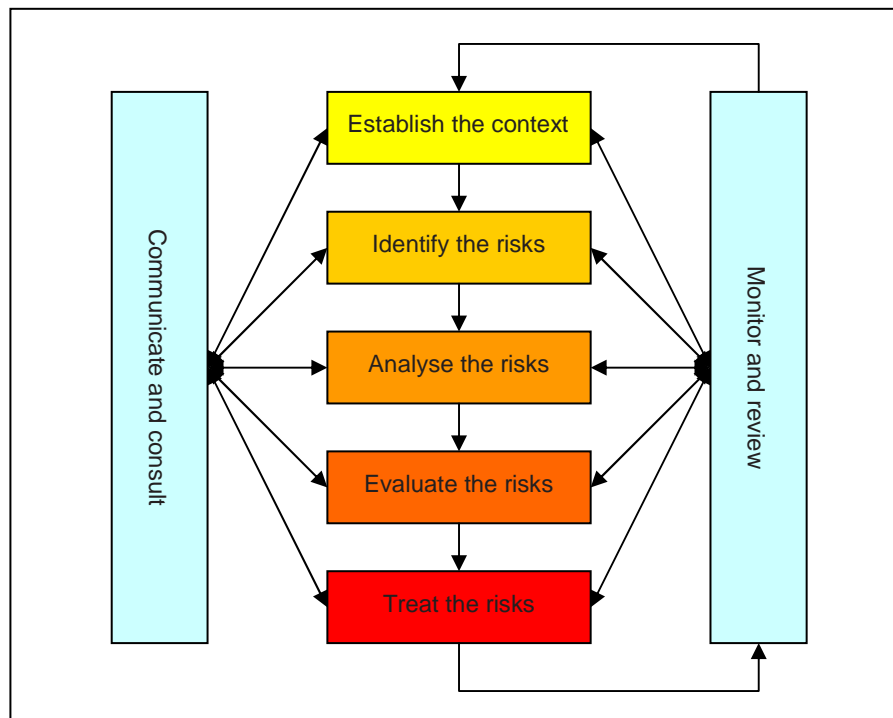 Establish the context
Communicate and consult
Identify the risks
Monitor and review
Analyse the risks
Evaluate the risks
Treat the risks